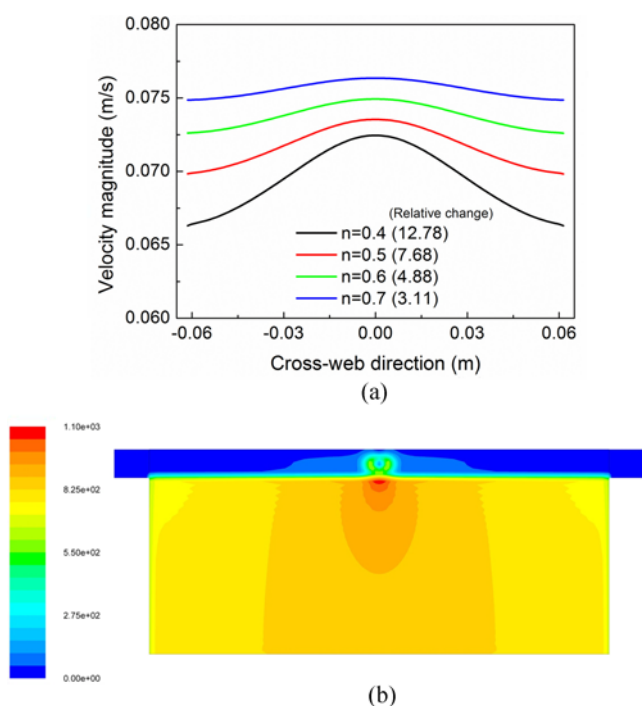 0.080
0.075
0.070
0.065
0.060
Velocity magnitude (m/s)
(Relative change)
n=0.4 (12.78)
n=0.5 (7.68)
n=0.6 (4.88)
n=0.7 (3.11)
-0.06 -0.03 0.00 0.03 0.06
Cross-web direction (m)
(a)
1.10e+03
8.25e+02
5.50e+02
2.75e+02
0.00e+00
(b)